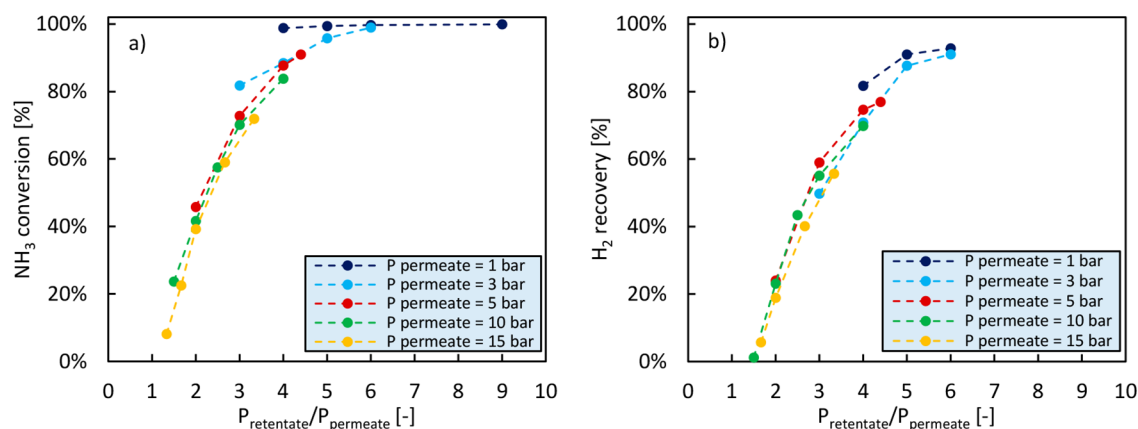 a)
NH₃ conversion [%]
100%
80%
60%
40%
20%
0%
0 1 2 3 4 5 6 7 8 9 10
P permeate = 1 bar
P permeate = 3 bar
P permeate = 5 bar
P permeate = 10 bar
P permeate = 15 bar
Pretentate/Ppermeate [-]
b)
H₂ recovery [%]
100%
80%
60%
40%
20%
0%
0 1 2 3 4 5 6 7 8 9 10
P permeate = 1 bar
P permeate = 3 bar
P permeate = 5 bar
P permeate = 10 bar
P permeate = 15 bar
Pretentate/Ppermeate [-]